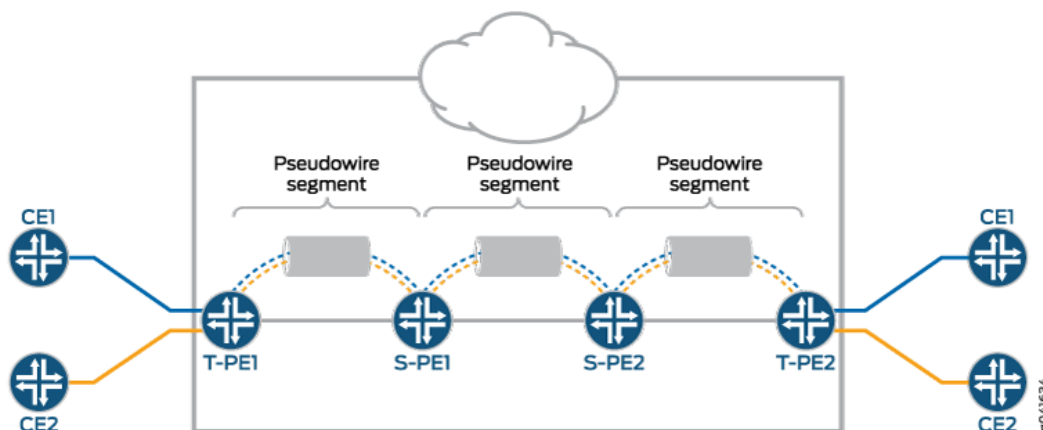 Pseudowire
segment
Pseudowire
segment
Pseudowire
segment
CE1
CE1
T-PE1
S-PE1
S-PE2
T-PE2
CE2
CE2